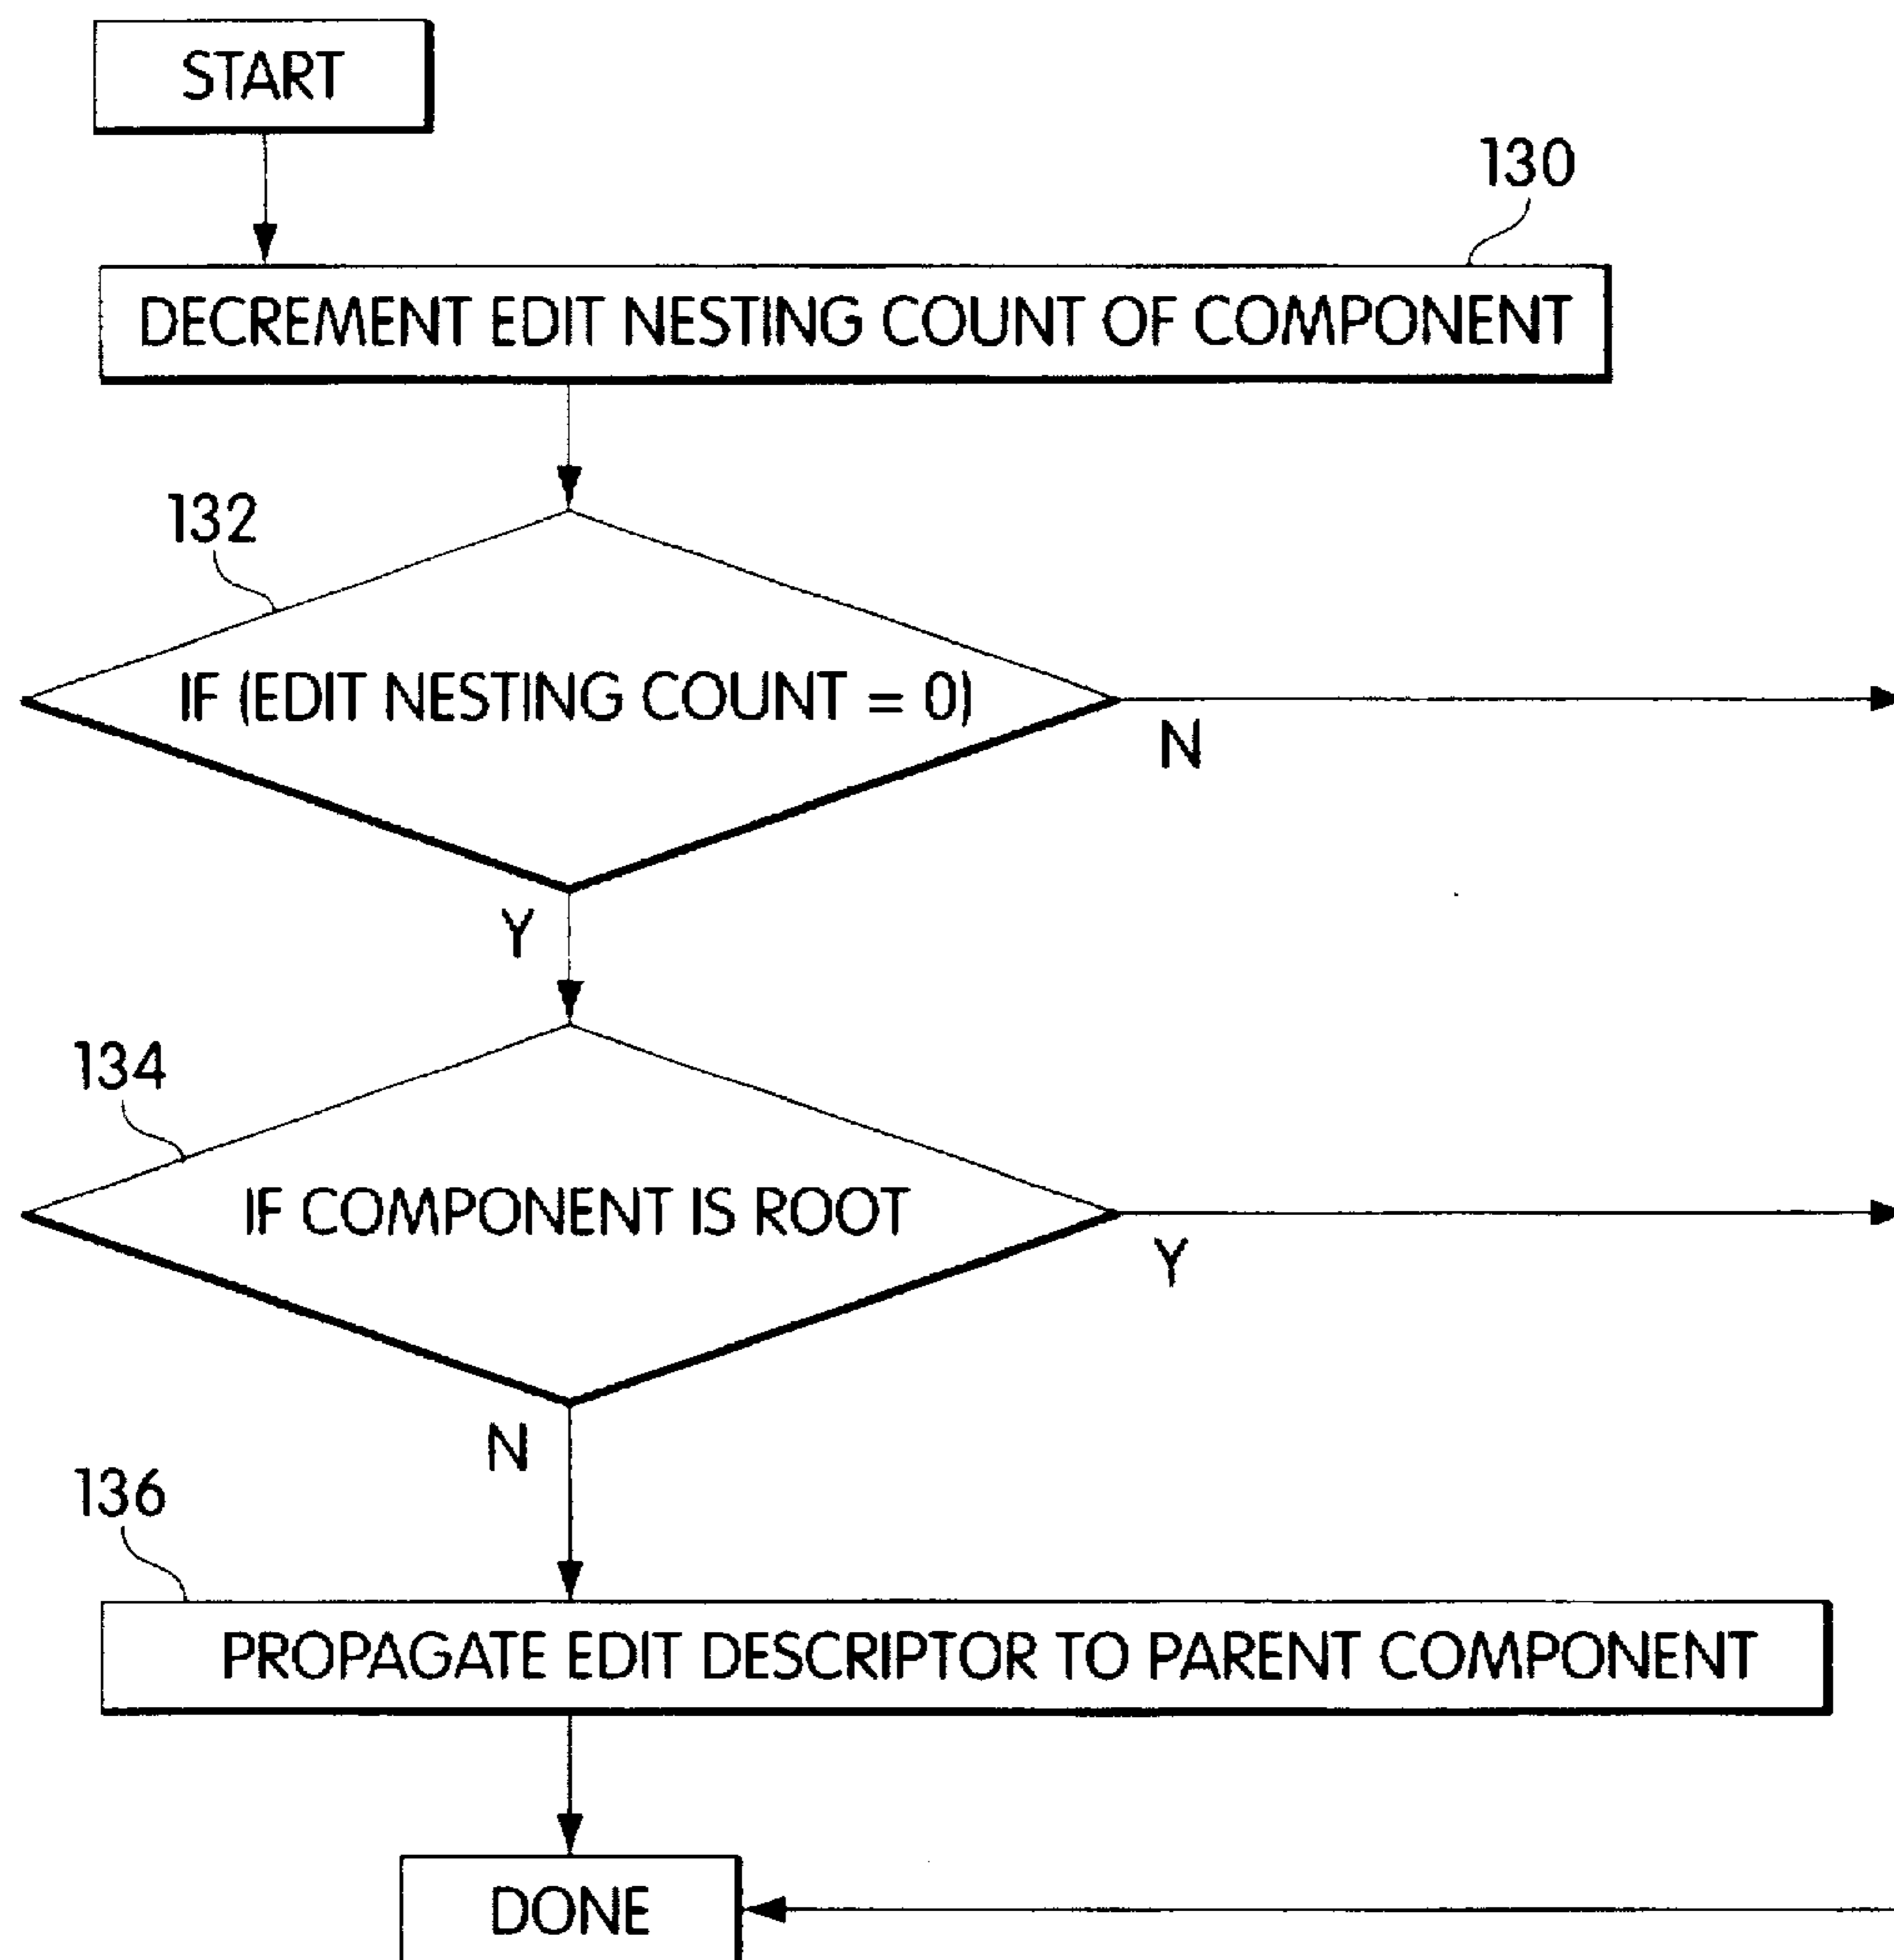 START
130
DECREMENT EDIT NESTING COUNT OF COMPONENT
132
IF (EDIT NESTING COUNT = 0)
N
Y
134
IF COMPONENT IS ROOT
Y
N
136
PROPAGATE EDIT DESCRIPTOR TO PARENT COMPONENT
DONE